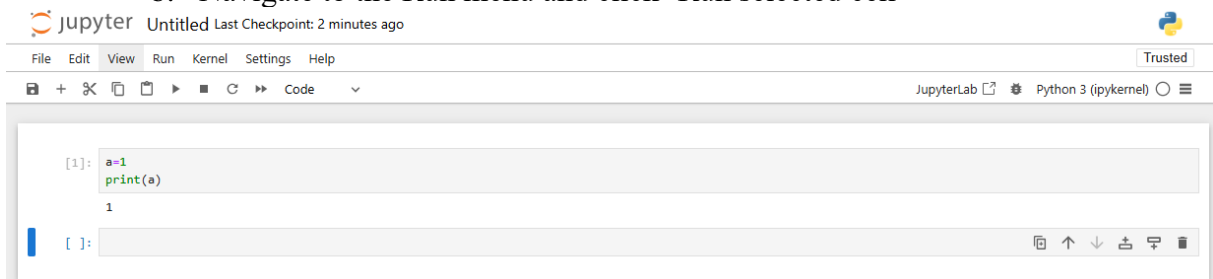 jupyter Untitled Last Checkpoint: 2 minutes ago
File Edit View Run Kernel Settings Help Trusted
Code JupyterLab Python 3 (ipykernel)
[1]: a=1
print(a)
1
[ ]: